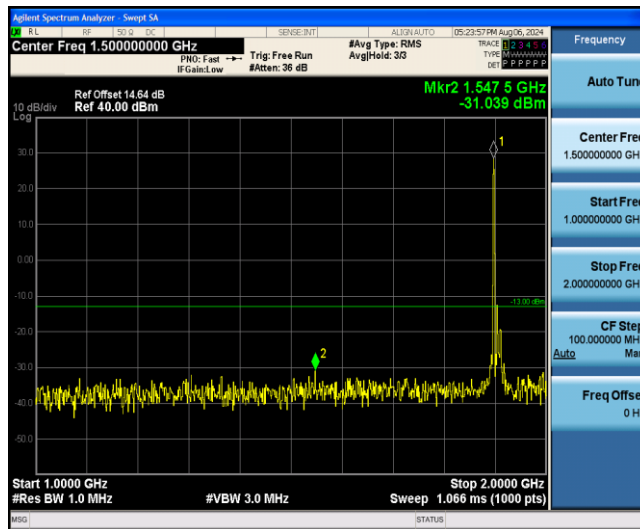 Agilent Spectrum Analyzer - Swept SA
RL RF 50 Ω DC SENSE:INT ALIGN AUTO 05:23:57 PM Aug 06, 2024
Center Freq 1.500000000 GHz
PNO: Fast
IFGain:Low
Trig: Free Run
#Atten: 36 dB
#Avg Type: RMS
Avg|Hold: 3/3
TRACE 1 2 3 4 5 6
TYPE M
DET P P P P P P
Mkr2 1.547 5 GHz
-31.039 dBm
Ref Offset 14.64 dB
10 dB/div Ref 40.00 dBm
Log
1
30.0
20.0
10.0
0.00
-10.0
-13.00 dBm
-20.0
2
-30.0
-40.0
-50.0
Start 1.0000 GHz Stop 2.0000 GHz
#Res BW 1.0 MHz #VBW 3.0 MHz Sweep 1.066 ms (1000 pts)
MSG STATUS
Frequency
Auto Tun
Center Fre
1.500000000 GH
Start Fre
1.000000000 GH
Stop Fre
2.000000000 GH
CF Step
100.000000 MH
Auto Ma
Freq Offse
0 H